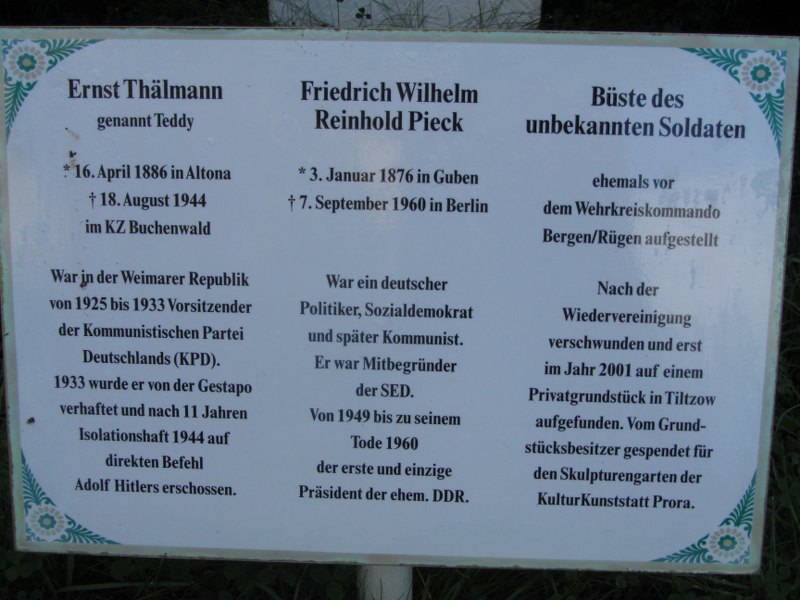 Ernst Thälmann
genannt Teddy
* 16. April 1886 in Altona
† 18. August 1944
im KZ Buchenwald
War in der Weimarer Republik
von 1925 bis 1933 Vorsitzender
der Kommunistischen Partei
Deutschlands (KPD).
1933 wurde er von der Gestapo
verhaftet und nach 11 Jahren
Isolationshaft 1944 auf
direkten Befehl
Adolf Hitlers erschossen.
Friedrich Wilhelm
Reinhold Pieck
* 3. Januar 1876 in Guben
† 7. September 1960 in Berlin
War ein deutscher
Politiker, Sozialdemokrat
und später Kommunist.
Er war Mitbegründer
der SED.
Von 1949 bis zu seinem
Tode 1960
der erste und einzige
Präsident der ehem. DDR.
Büste des
unbekannten Soldaten
ehemals vor
dem Wehrkreiskommando
Bergen/Rügen aufgestellt
Nach der
Wiedervereinigung
verschwunden und erst
im Jahr 2001 auf einem
Privatgrundstück in Tiltzow
aufgefunden. Vom Grund-
stücksbesitzer gespendet für
den Skulpturengarten der
KulturKunststatt Prora.